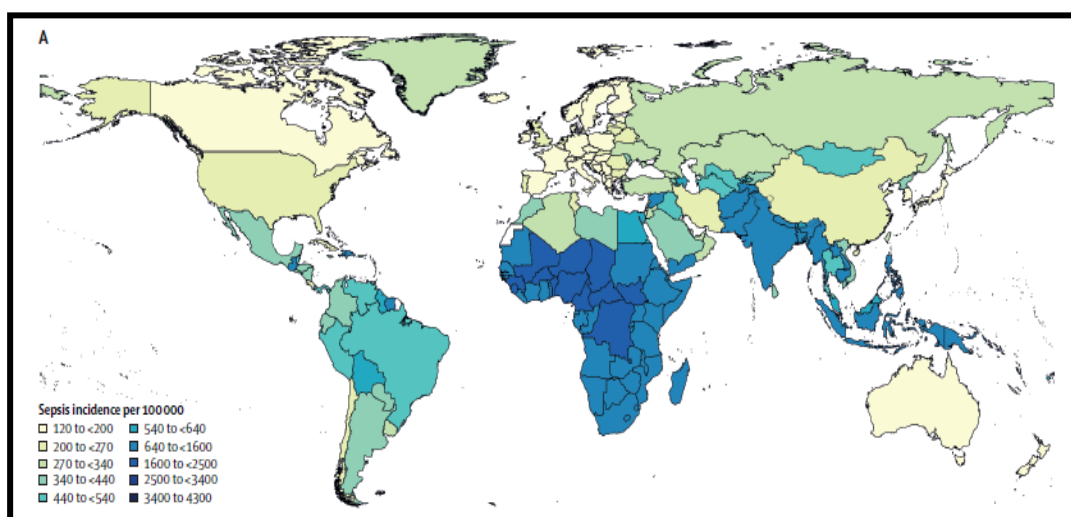 A
Sepsis incidence per 100 000
120 to <200 540 to <640
200 to <270 640 to <1600
270 to <340 1600 to <2500
340 to <440 2500 to <3400
440 to <540 3400 to 4300